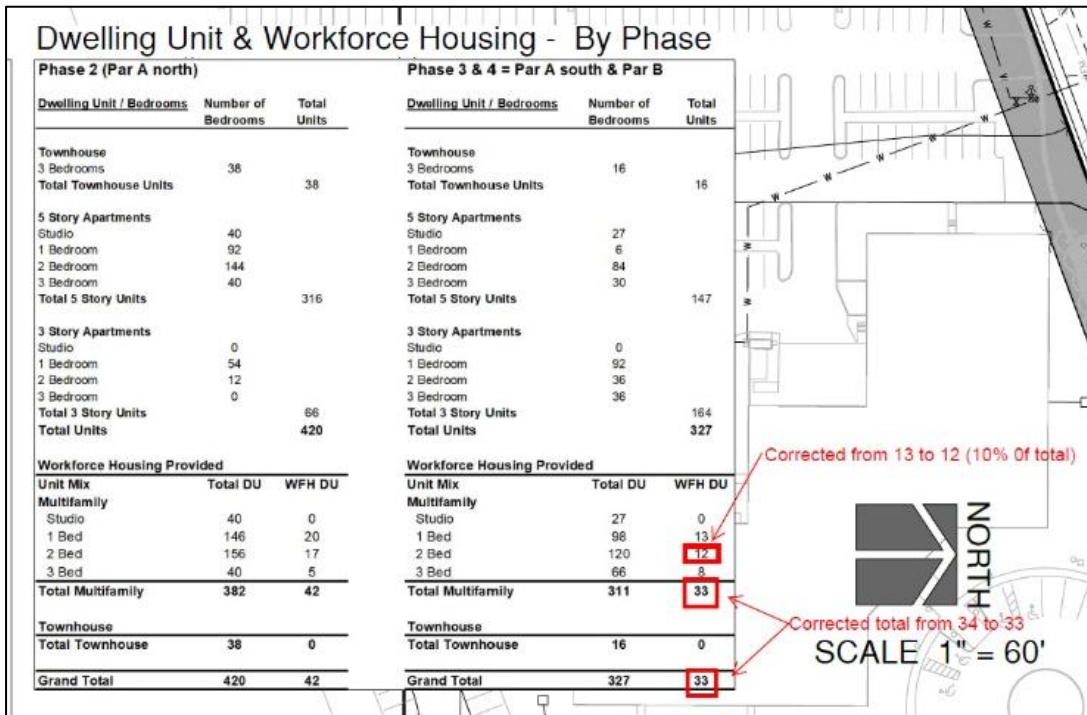 Dwelling Unit & Workforce Housing - By Phase
Phase 2 (Par A north)
Dwelling Unit / Bedrooms Number of Bedrooms Total Units
Townhouse
3 Bedrooms 38
Total Townhouse Units 38
5 Story Apartments
Studio 40
1 Bedroom 92
2 Bedroom 144
3 Bedroom 40
Total 5 Story Units 316
3 Story Apartments
Studio 0
1 Bedroom 54
2 Bedroom 12
3 Bedroom 0
Total 3 Story Units 66
Total Units 420
Workforce Housing Provided
Unit Mix Total DU WFH DU
Multifamily
Studio 40 0
1 Bed 146 20
2 Bed 156 17
3 Bed 40 5
Total Multifamily 382 42
Townhouse
Total Townhouse 38 0
Grand Total 420 42
Phase 3 & 4 = Par A south & Par B
Dwelling Unit / Bedrooms Number of Bedrooms Total Units
Townhouse
3 Bedrooms 16
Total Townhouse Units 16
5 Story Apartments
Studio 27
1 Bedroom 6
2 Bedroom 84
3 Bedroom 30
Total 5 Story Units 147
3 Story Apartments
Studio 0
1 Bedroom 92
2 Bedroom 36
3 Bedroom 36
Total 3 Story Units 164
Total Units 327
Workforce Housing Provided
Unit Mix Total DU WFH DU
Multifamily
Studio 27 0
1 Bed 98 13
2 Bed 120 12
3 Bed 66 8
Total Multifamily 311 33
Townhouse
Total Townhouse 16 0
Grand Total 327 33
Corrected from 13 to 12 (10% 0f total)
Corrected total from 34 to 33
NORTH
SCALE 1" = 60'
W
W
W
W
W
W
W
W